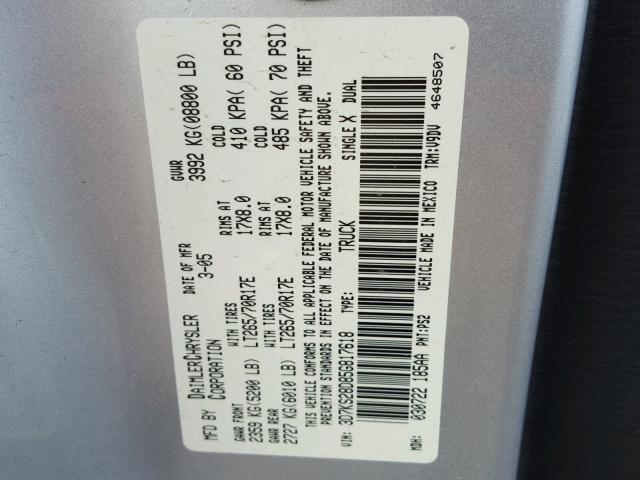 MFD BY DAIMLERCHRYSLER CORPORATION DATE OF MFR 3-05 GVWR 3992 KG(08800 LB)
GAWR FRONT WITH TIRES RIMS AT COLD
2359 KG(5200 LB) LT265/70R17E 17X8.0 410 KPA( 60 PSI)
GAWR REAR WITH TIRES RIMS AT COLD
2727 KG(6010 LB) LT265/70R17E 17X8.0 485 KPA( 70 PSI)
THIS VEHICLE CONFORMS TO ALL APPLICABLE FEDERAL MOTOR VEHICLE SAFETY AND THEFT
PREVENTION STANDARDS IN EFFECT ON THE DATE OF MANUFACTURE SHOWN ABOVE.
VIN: 3D7KS28D85G817618 TYPE: TRUCK SINGLE X DUAL
MDH: 030722 185AA PNT:PS2 VEHICLE MADE IN MEXICO TRM:V9DV
4648507